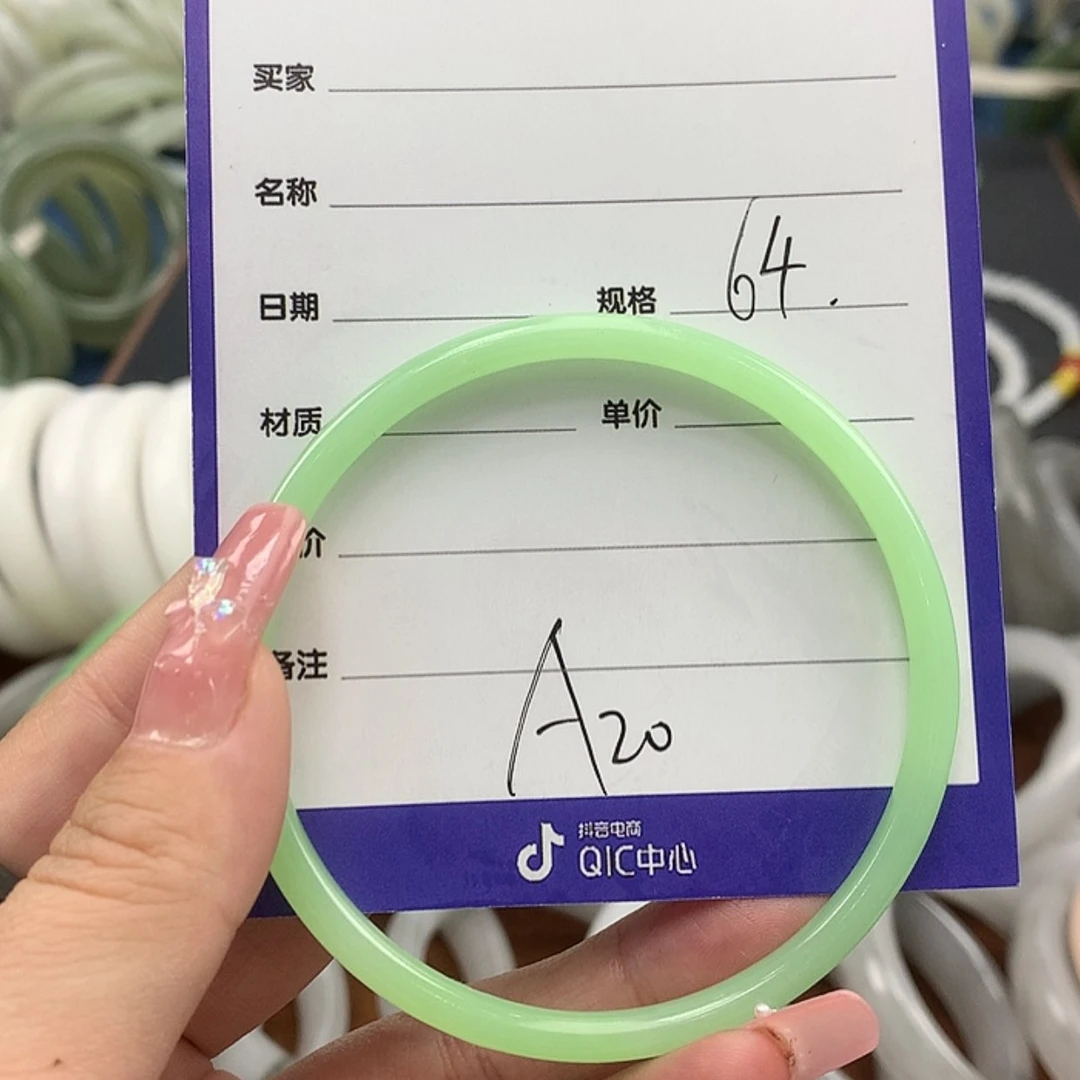 买家
名称
日期 规格 64.
材质 单价
价
备注
A20
抖音电商
QIC中心